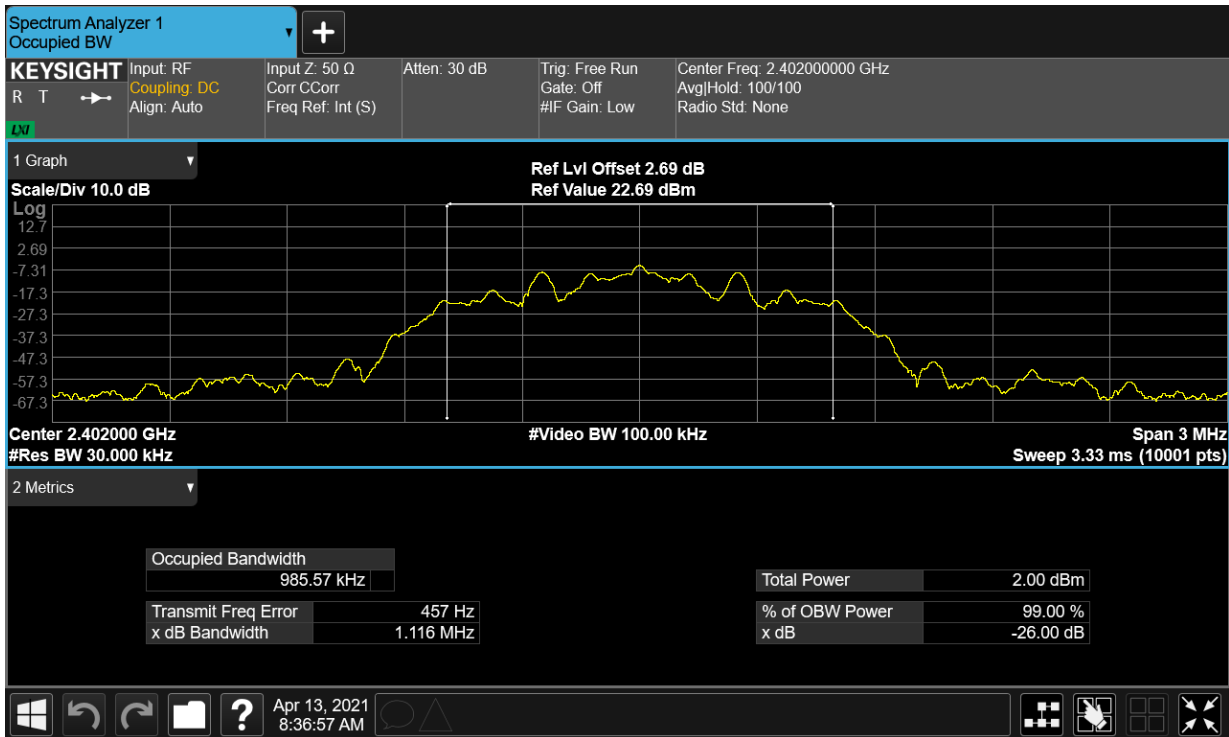 Spectrum Analyzer 1
Occupied BW
▼
+
KEYSIGHT
R T
LXI
Input: RF
Coupling: DC
Align: Auto
Input Z: 50 Ω
Corr CCorr
Freq Ref: Int (S)
Atten: 30 dB
Trig: Free Run
Gate: Off
#IF Gain: Low
Center Freq: 2.402000000 GHz
Avg|Hold: 100/100
Radio Std: None
1 Graph
▼
Scale/Div 10.0 dB
Ref Lvl Offset 2.69 dB
Ref Value 22.69 dBm
Log
12.7
2.69
-7.31
-17.3
-27.3
-37.3
-47.3
-57.3
-67.3
Center 2.402000 GHz
#Res BW 30.000 kHz
#Video BW 100.00 kHz
Span 3 MHz
Sweep 3.33 ms (10001 pts)
2 Metrics
▼
Occupied Bandwidth
985.57 kHz
Transmit Freq Error 457 Hz
x dB Bandwidth 1.116 MHz
Total Power 2.00 dBm
% of OBW Power 99.00 %
x dB -26.00 dB
?
Apr 13, 2021
8:36:57 AM